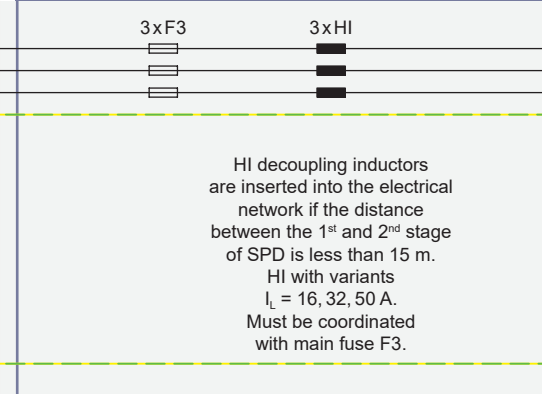 3xF3 3xHI
HI decoupling inductors
are inserted into the electrical
network if the distance
between the 1st and 2nd stage
of SPD is less than 15 m.
HI with variants
IL = 16, 32, 50 A.
Must be coordinated
with main fuse F3.